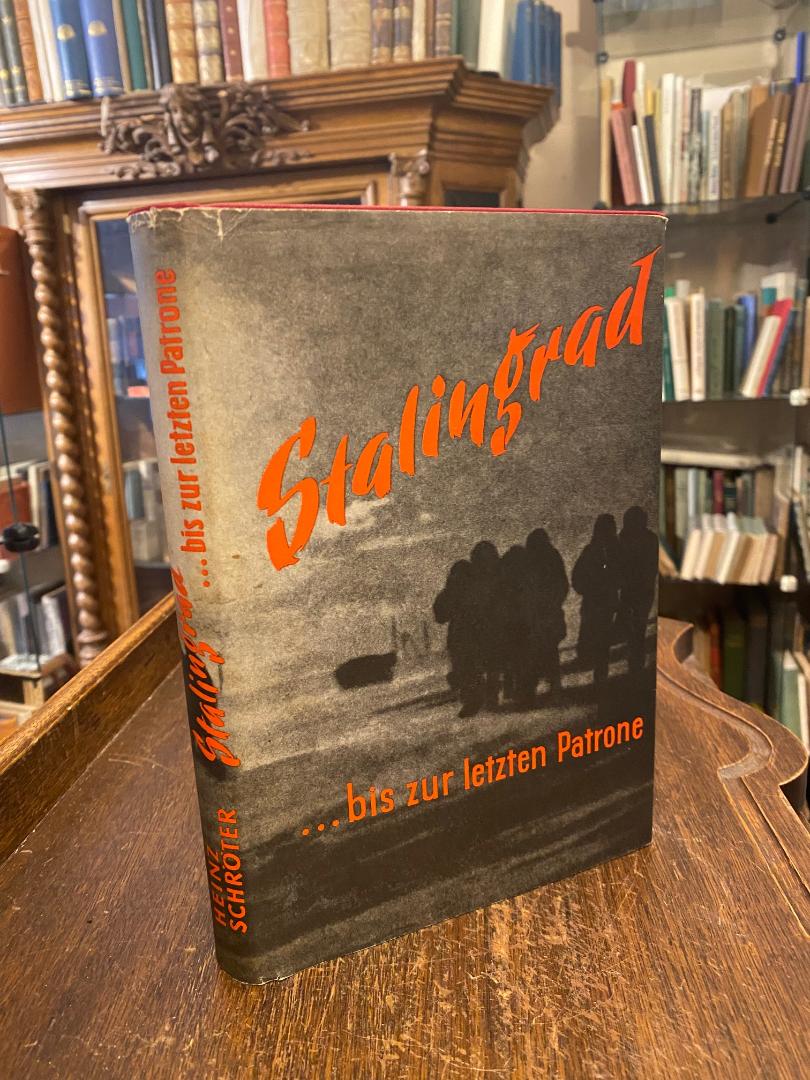 Stalingrad
...bis zur letzten Patrone
HEINZ
SCHRÖTER
Stalingrad
...bis zur letzten Patrone